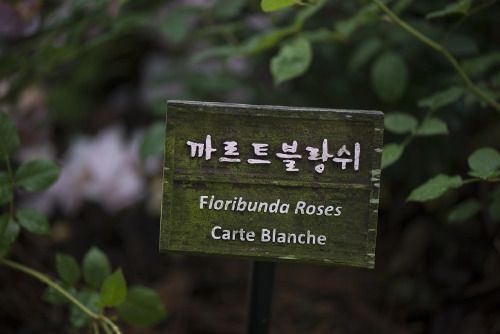 까르트블랑쉬
Floribunda Roses
Carte Blanche